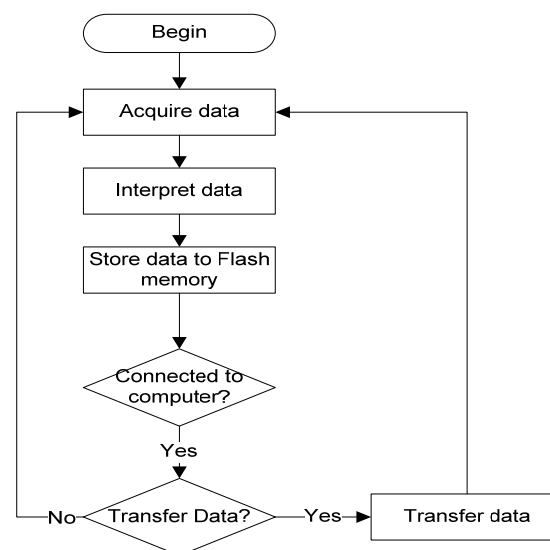 Begin
Acquire data
Interpret data
Store data to Flash
memory
Connected to
computer?
Yes
No
Transfer Data?
Yes
Transfer data